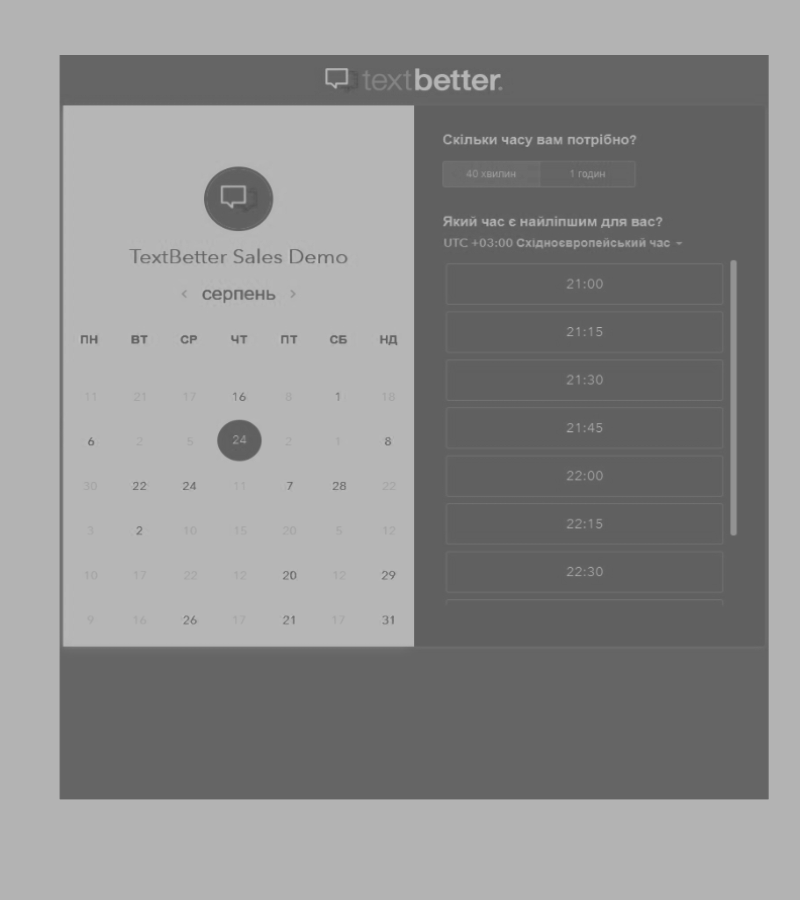 textbetter.
TextBetter Sales Demo
серпень
ПН ВТ СР ЧТ ПТ СБ НД
11 21 17 16 8 1 18
6 2 5 24 2 1 8
30 22 24 11 7 28 22
3 2 10 15 20 5 12
10 17 22 12 20 12 29
9 16 26 17 21 17 31
Скільки часу вам потрібно?
40 хвилин 1 годин
Який час є найліпшим для вас?
UTC +03:00 Східноєвропейський час
21:00
21:15
21:30
21:45
22:00
22:15
22:30